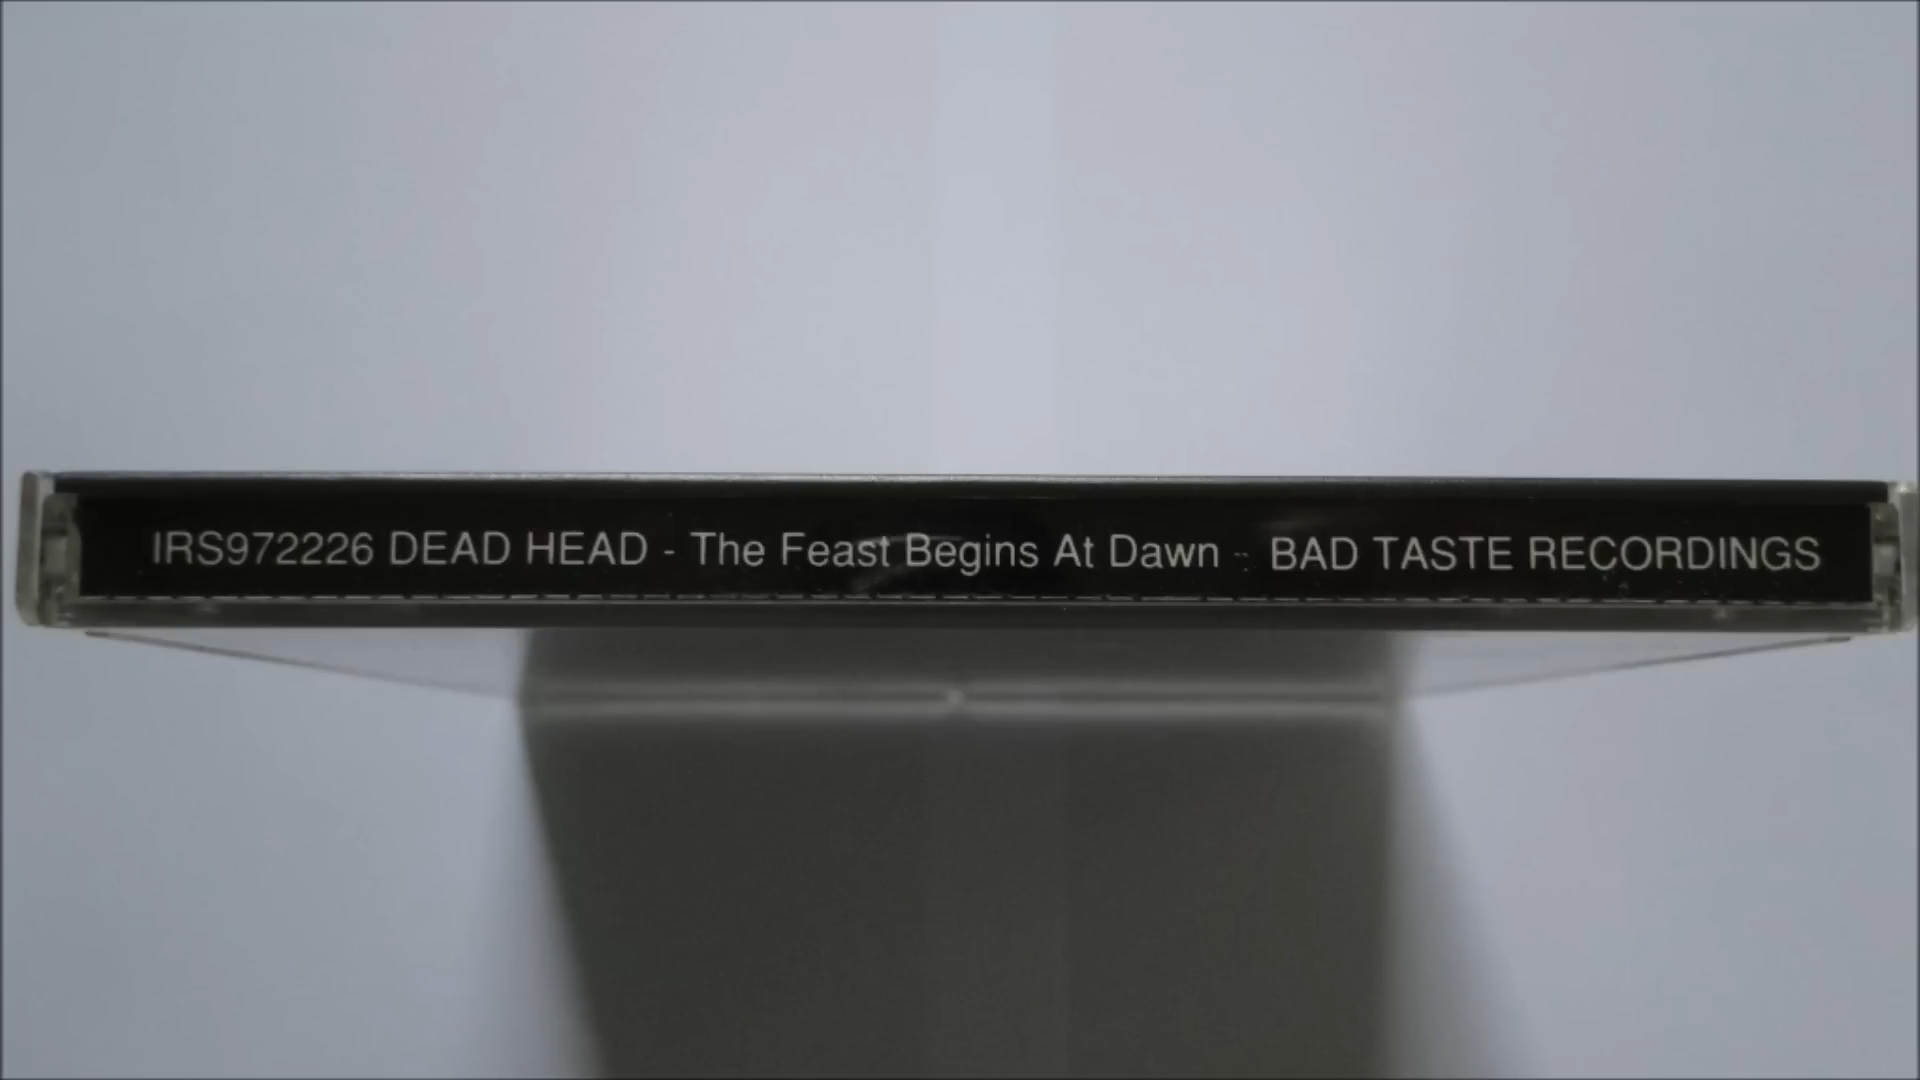 IRS972226 DEAD HEAD - The Feast Begins At Dawn - BAD TASTE RECORDINGS